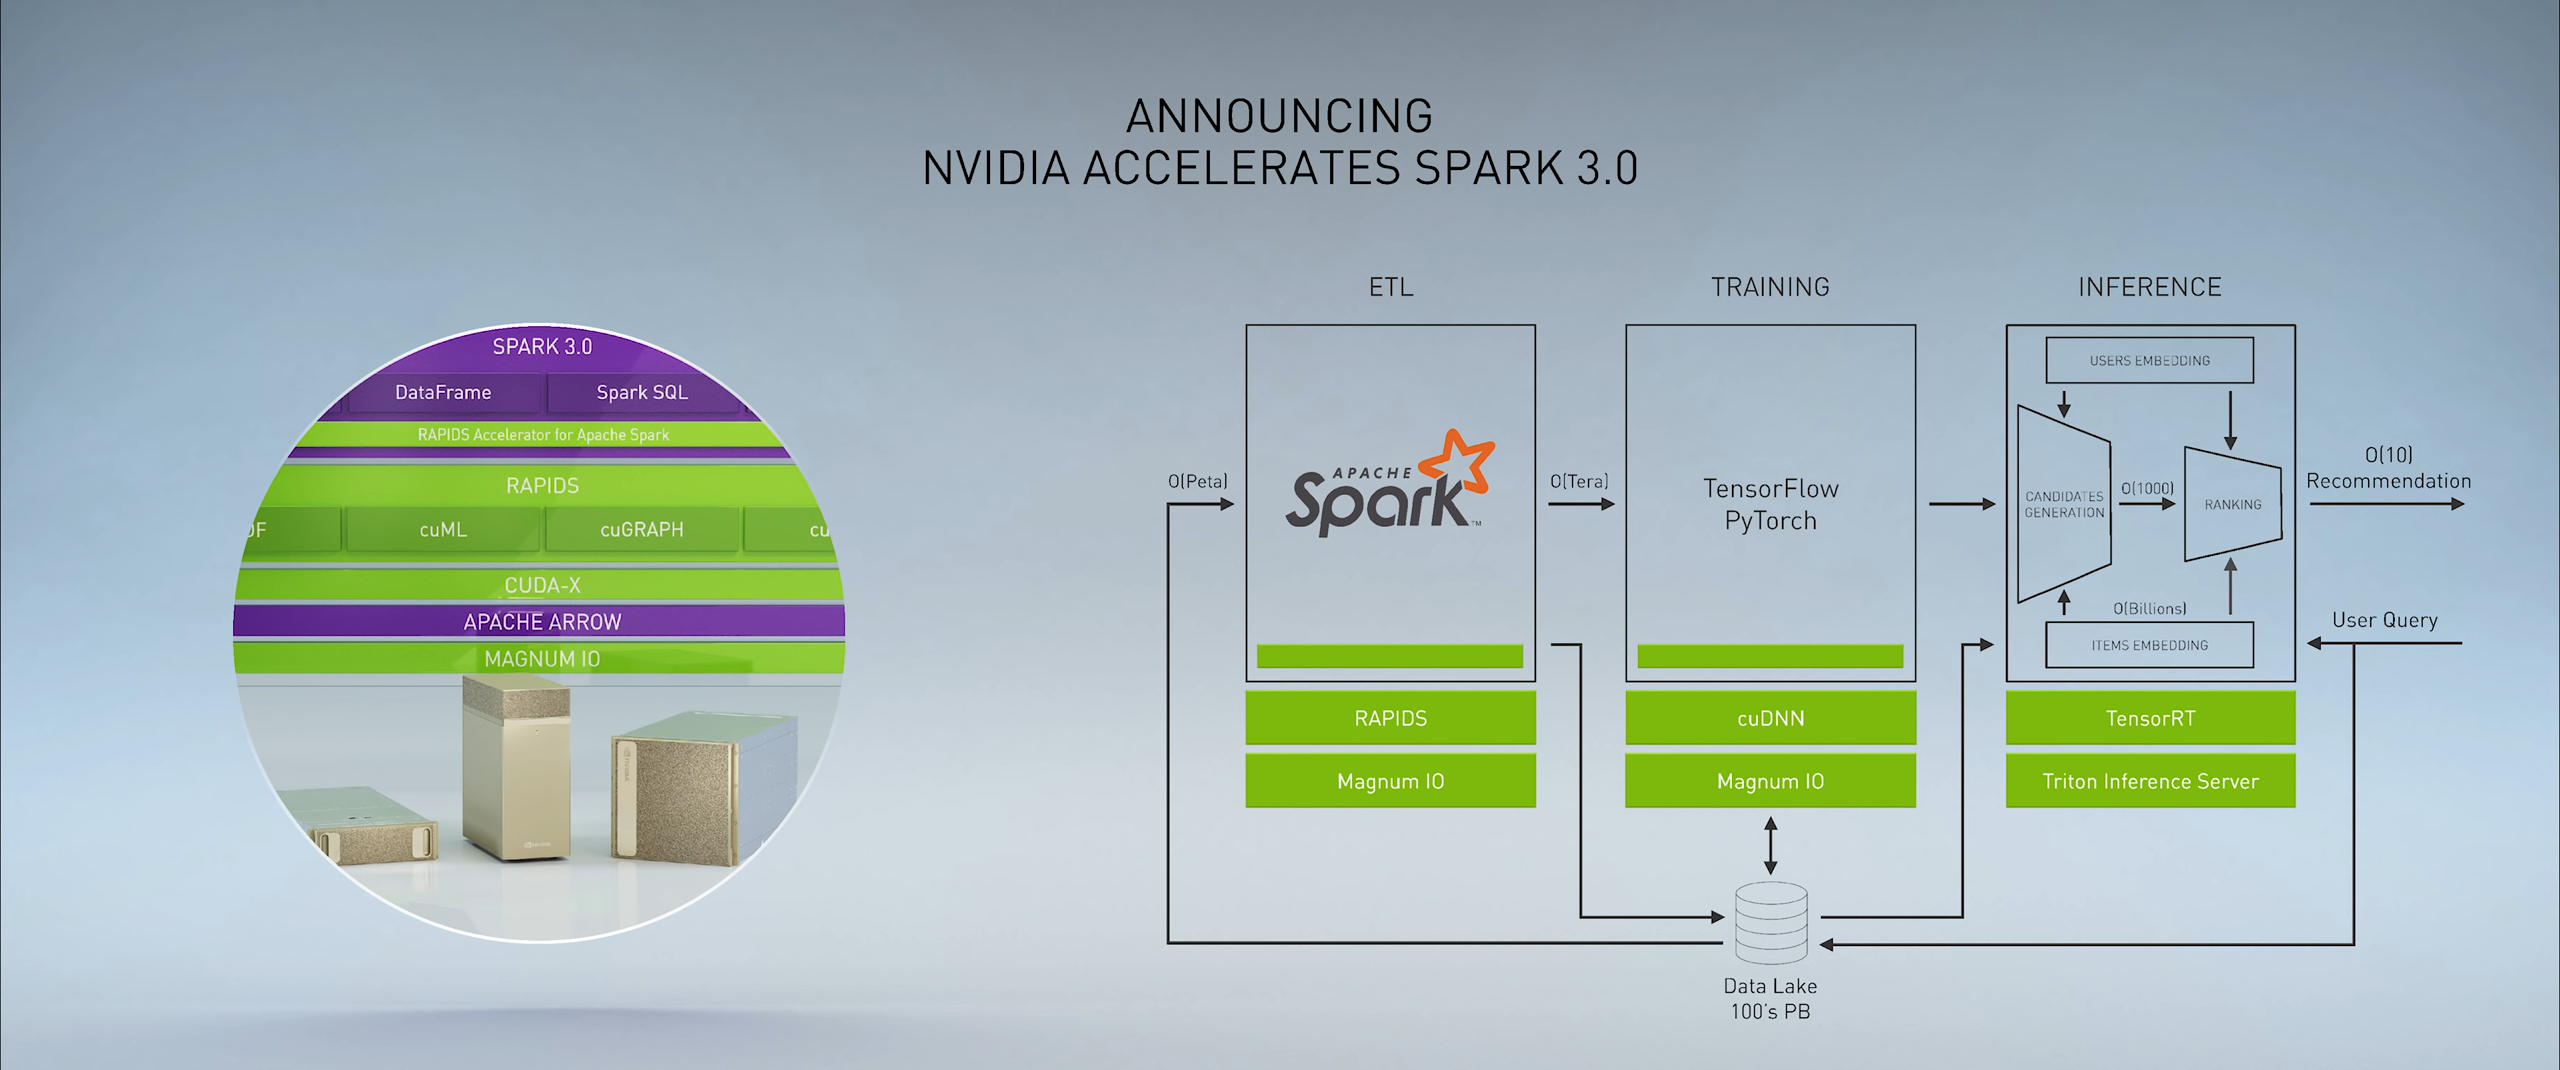 ANNOUNCING
NVIDIA ACCELERATES SPARK 3.0
SPARK 3.0
DataFrame
Spark SQL
RAPIDS Accelerator for Apache Spark
RAPIDS
cuML
cuGRAPH
cu
CUDA-X
APACHE ARROW
MAGNUM IO
ETL
TRAINING
INFERENCE
O(Peta)
APACHE
Spark™
O(Tera)
TensorFlow
PyTorch
USERS EMBEDDING
CANDIDATES
GENERATION
O(1000)
RANKING
O(Billions)
ITEMS EMBEDDING
O(10)
Recommendation
User Query
RAPIDS
Magnum IO
cuDNN
Magnum IO
TensorRT
Triton Inference Server
Data Lake
100's PB